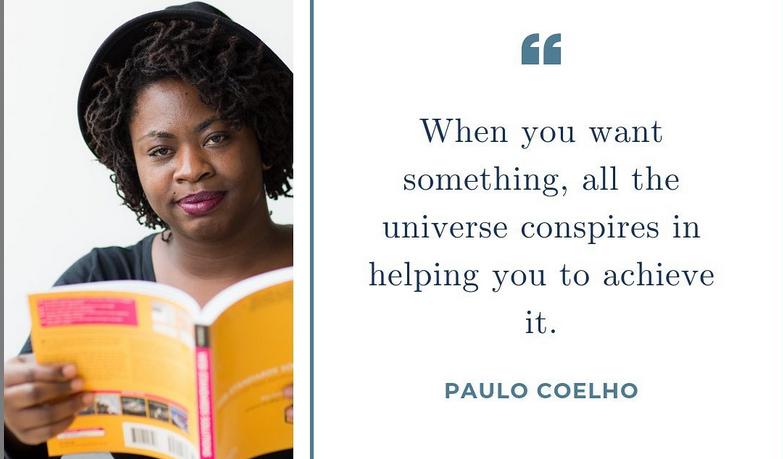 “
When you want
something, all the
universe conspires in
helping you to achieve
it.
PAULO COELHO